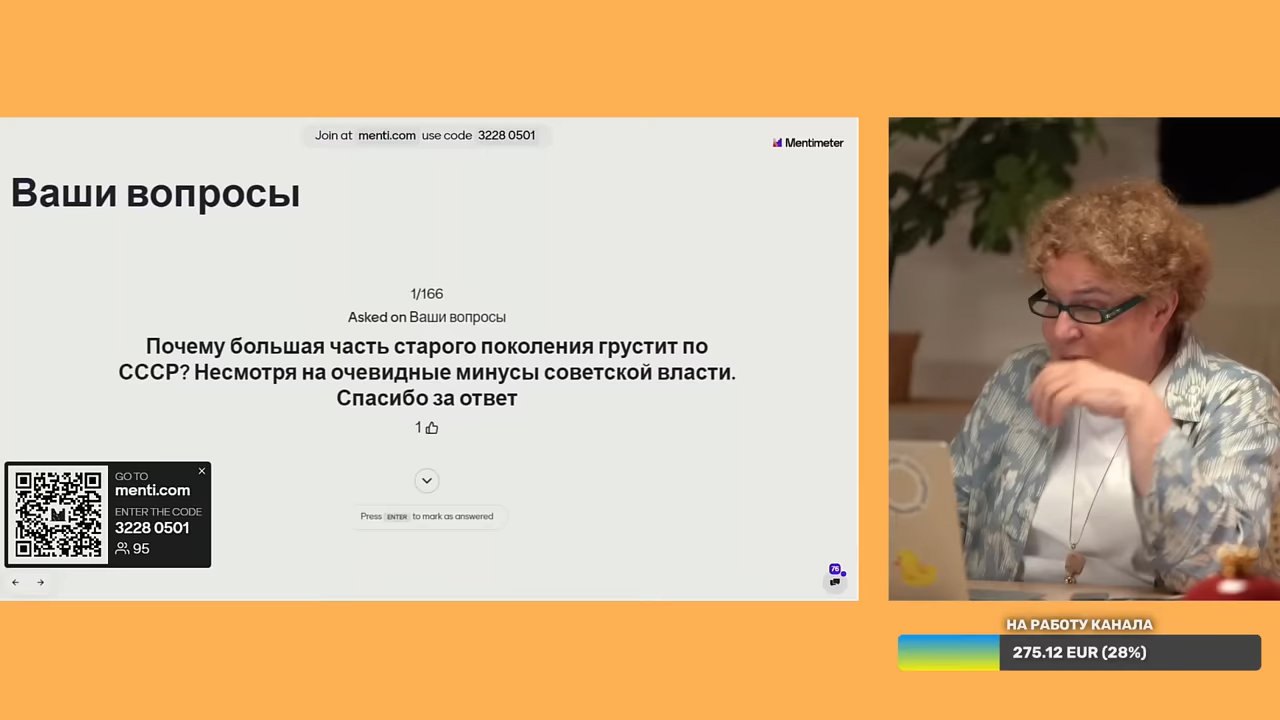 Join at menti.com use code 3228 0501
Mentimeter
Ваши вопросы
1/166
Asked on Ваши вопросы
Почему большая часть старого поколения грустит по
СССР? Несмотря на очевидные минусы советской власти.
Спасибо за ответ
1
GO TO
menti.com
ENTER THE CODE
3228 0501
95
Press ENTER to mark as answered
76
НА РАБОТУ КАНАЛА
275.12 EUR (28%)